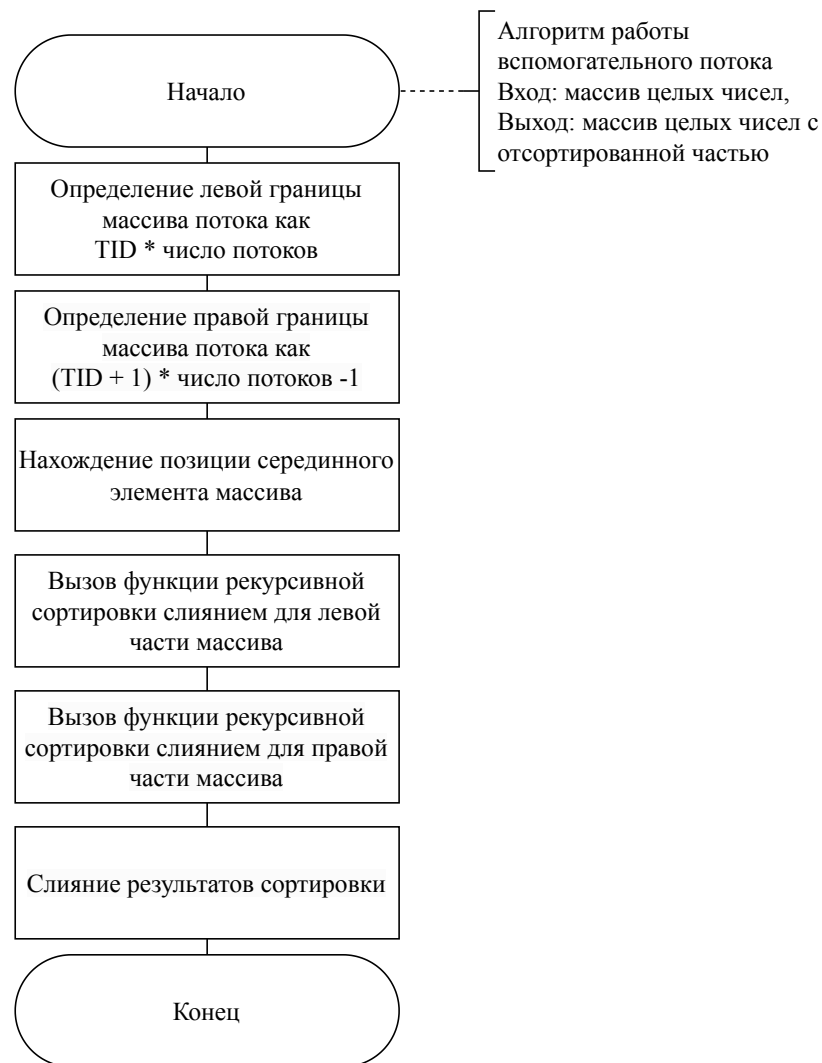 Начало
Алгоритм работы
вспомогательного потока
Вход: массив целых чисел,
Выход: массив целых чисел с
отсортированной частью
Определение левой границы
массива потока как
TID * число потоков
Определение правой границы
массива потока как
(TID + 1) * число потоков -1
Нахождение позиции серединного
элемента массива
Вызов функции рекурсивной
сортировки слиянием для левой
части массива
Вызов функции рекурсивной
сортировки слиянием для правой
части массива
Слияние результатов сортировки
Конец